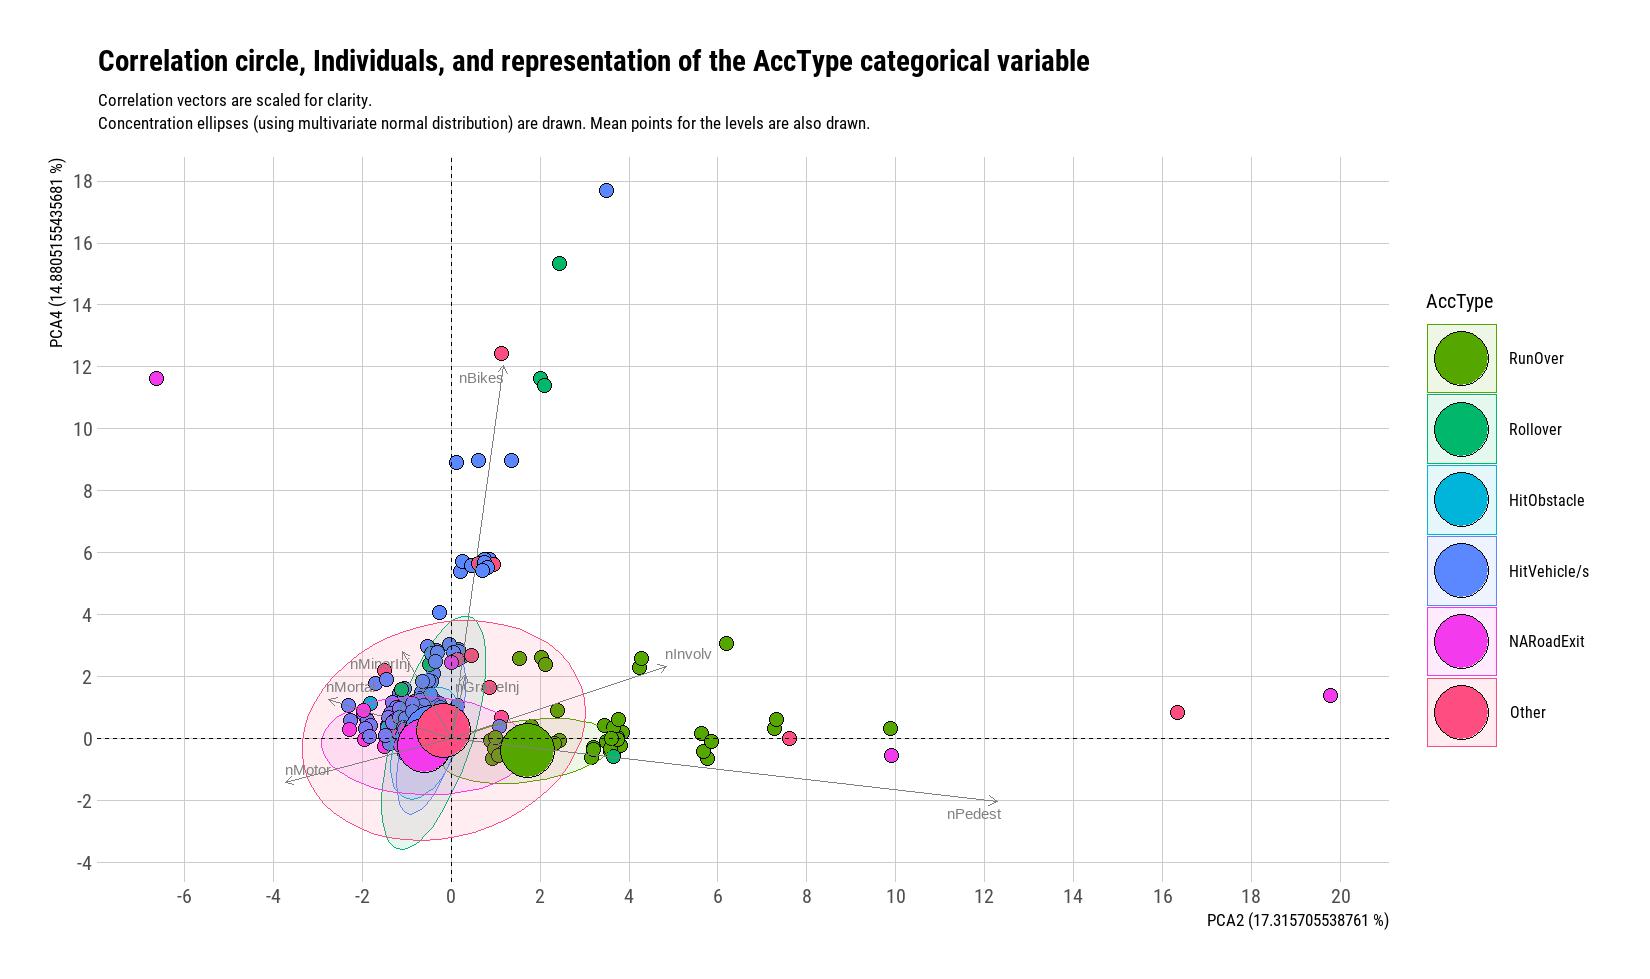 Correlation circle, Individuals, and representation of the AccType categorical variable
Correlation vectors are scaled for clarity.
Concentration ellipses (using multivariate normal distribution) are drawn. Mean points for the levels are also drawn.
PCA4 (14.8805155435681 %)
18
16
14
12
10
8
6
4
2
0
-2
-4
nBikes
nInvolv
nMinorInj
nMortal
nGraveInj
nMotor
nPedest
-6
-4
-2
0
2
4
6
8
10
12
14
16
18
20
PCA2 (17.315705538761 %)
AccType
RunOver
Rollover
HitObstacle
HitVehicle/s
NARoadExit
Other